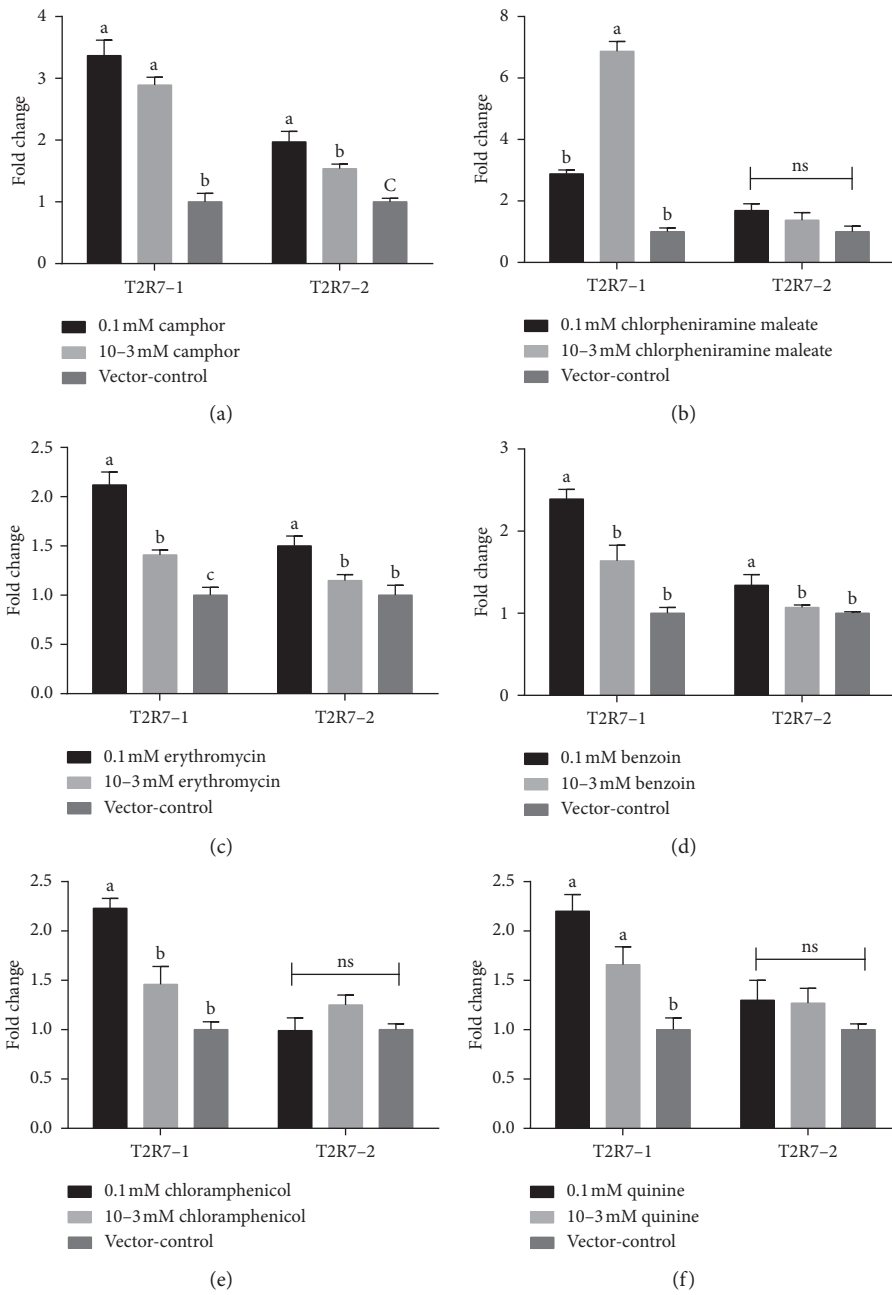 4
3
2
1
0
Fold change
a
a
b
a
b
C
T2R7–1
T2R7–2
0.1 mM camphor
10–3 mM camphor
Vector-control
(a)
8
6
4
2
0
Fold change
b
a
b
ns
T2R7–1
T2R7–2
0.1 mM chlorpheniramine maleate
10–3 mM chlorpheniramine maleate
Vector-control
(b)
2.5
2.0
1.5
1.0
0.5
0.0
Fold change
a
b
c
a
b
b
T2R7–1
T2R7–2
0.1 mM erythromycin
10–3 mM erythromycin
Vector-control
(c)
3
2
1
0
Fold change
a
b
b
a
b
b
T2R7–1
T2R7–2
0.1 mM benzoin
10–3 mM benzoin
Vector-control
(d)
2.5
2.0
1.5
1.0
0.5
0.0
Fold change
a
b
b
ns
T2R7–1
T2R7–2
0.1 mM chloramphenicol
10–3 mM chloramphenicol
Vector-control
(e)
2.5
2.0
1.5
1.0
0.5
0.0
Fold change
a
a
b
ns
T2R7–1
T2R7–2
0.1 mM quinine
10–3 mM quinine
Vector-control
(f)